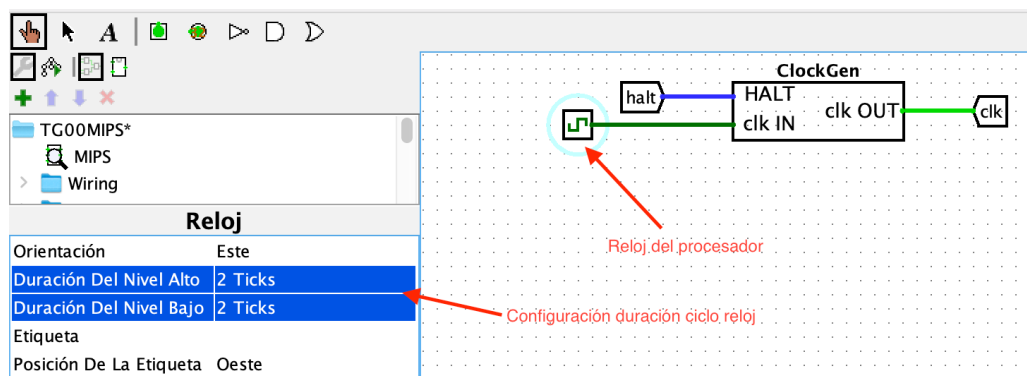 A
TG00MIPS*
MIPS
Wiring
Reloj
Orientación Este
Duración Del Nivel Alto 2 Ticks
Duración Del Nivel Bajo 2 Ticks
Etiqueta
Posición De La Etiqueta Oeste
ClockGen
halt
HALT
clk IN
clk OUT
clk
Reloj del procesador
Configuración duración ciclo reloj